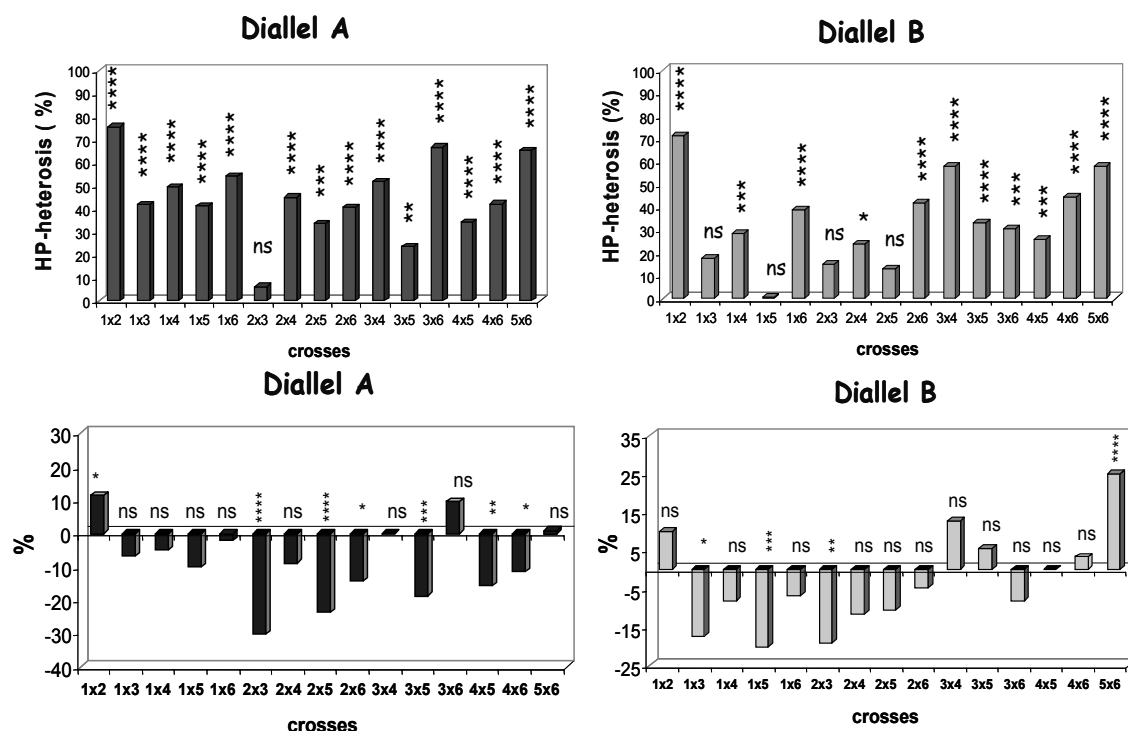 Diallel A
HP-heterosis ( %)
100
90
80
70
60
50
40
30
20
10
0
**** **** **** **** **** ns **** *** **** **** ** **** **** **** ****
1x2 1x3 1x4 1x5 1x6 2x3 2x4 2x5 2x6 3x4 3x5 3x6 4x5 4x6 5x6
crosses
Diallel B
HP-heterosis (%)
100
90
80
70
60
50
40
30
20
10
0
**** ns *** ns **** ns * ns **** **** **** *** *** **** ****
1x2 1x3 1x4 1x5 1x6 2x3 2x4 2x5 2x6 3x4 3x5 3x6 4x5 4x6 5x6
crosses
Diallel A
%
30
20
10
0
-10
-20
-30
-40
* ns ns ns ns **** ns **** * ns *** ns ** * ns
1x2 1x3 1x4 1x5 1x6 2x3 2x4 2x5 2x6 3x4 3x5 3x6 4x5 4x6 5x6
crosses
Diallel B
%
35
25
15
5
-5
-15
-25
ns * ns *** ns ** ns ns ns ns ns ns ns ns ****
1x2 1x3 1x4 1x5 1x6 2x3 2x4 2x5 2x6 3x4 3x5 3x6 4x5 4x6 5x6
crosses